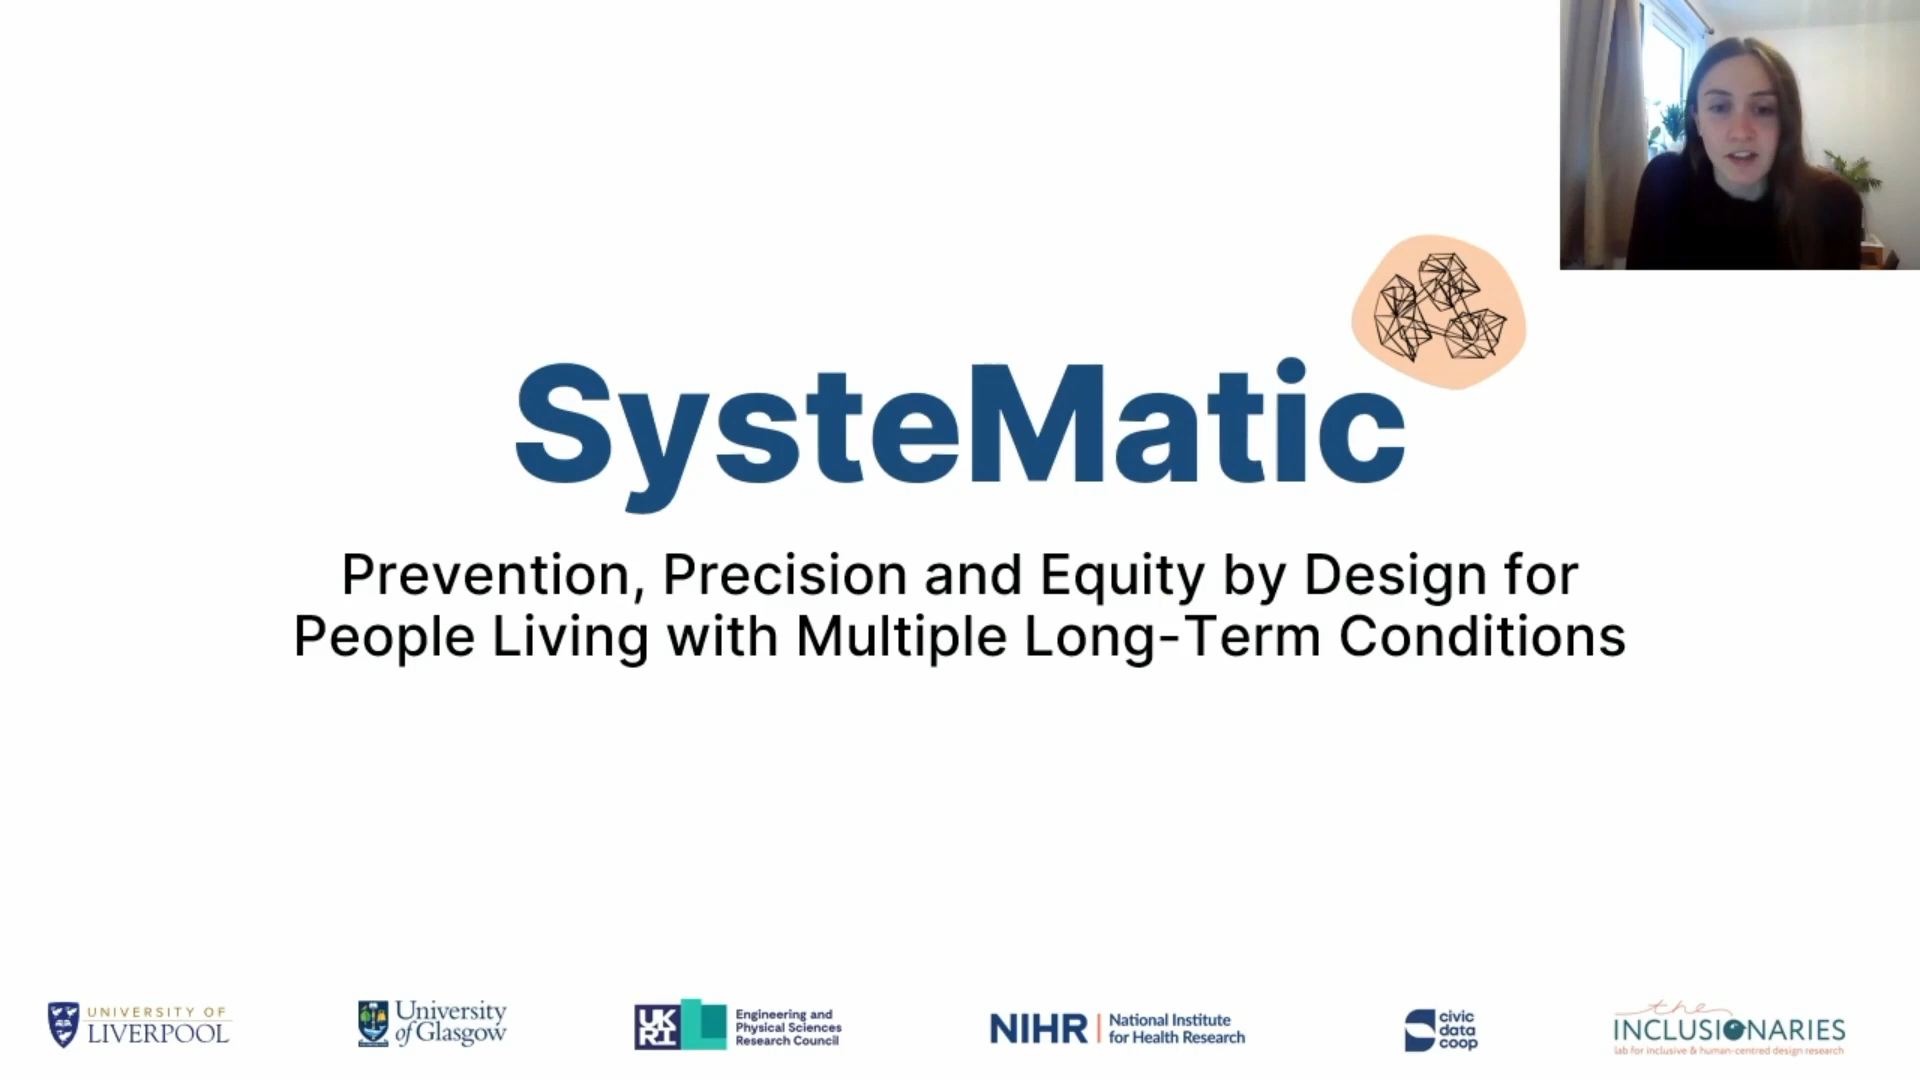 SysteMatic
Prevention, Precision and Equity by Design for
People Living with Multiple Long-Term Conditions
UNIVERSITY OF
LIVERPOOL
University
of Glasgow
UK
RI
Engineering and
Physical Sciences
Research Council
NIHR
National Institute
for Health Research
civic
data
coop
the
INCLUSIONARIES
lab for inclusive & human-centred design research